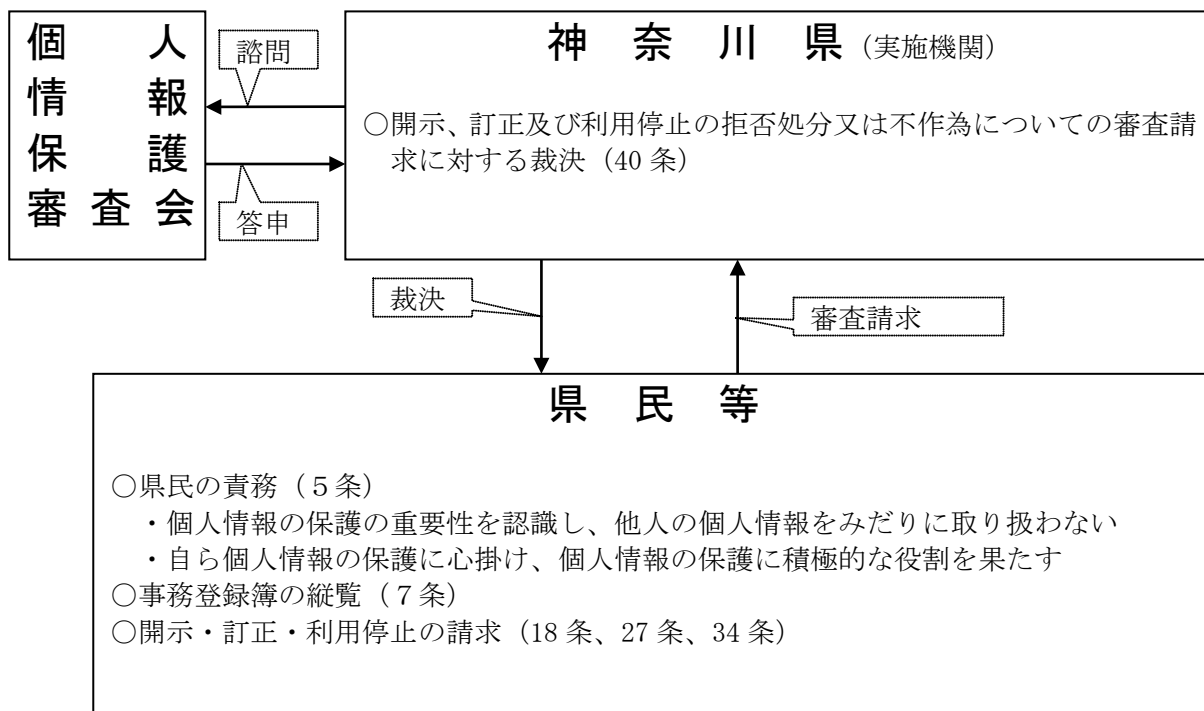 個人
情報
保護
審査会
諮問
答申
神奈川県（実施機関）
○開示、訂正及び利用停止の拒否処分又は不作為についての審査請
求に対する裁決（40 条）
裁決
審査請求
県民等
○県民の責務（５条）
・個人情報の保護の重要性を認識し、他人の個人情報をみだりに取り扱わない
・自ら個人情報の保護に心掛け、個人情報の保護に積極的な役割を果たす
○事務登録簿の縦覧（７条）
○開示・訂正・利用停止の請求（18 条、27 条、34 条）